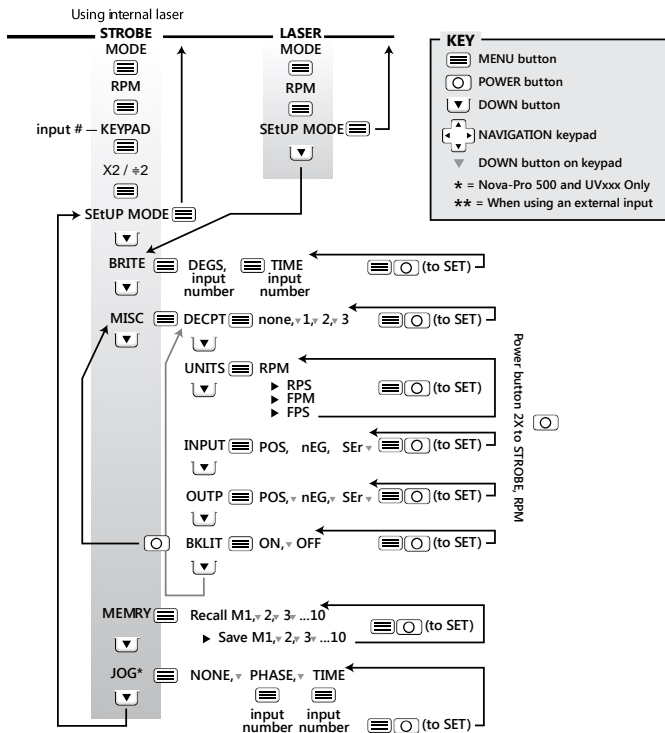 Using internal laser
STROBE
MODE
RPM
input # — KEYPAD
X2 / ÷2
SEtUP MODE
LASER
MODE
RPM
SEtUP MODE
KEY
MENU button
POWER button
DOWN button
NAVIGATION keypad
DOWN button on keypad
* = Nova-Pro 500 and UVxxx Only
** = When using an external input
BRITE
DEGS,
input
number
TIME
input
number
(to SET)
MISC
DECPT
none, 1, 2, 3
(to SET)
UNITS
RPM
RPS
FPM
FPS
(to SET)
INPUT
POS, nEG, SEr
(to SET)
OUTP
POS, nEG, SEr
(to SET)
BKLIT
ON, OFF
(to SET)
Power button 2X to STROBE, RPM
MEMRY
Recall M1, 2, 3 ...10
Save M1, 2, 3 ...10
(to SET)
JOG*
NONE, PHASE, TIME
input
number
input
number
(to SET)